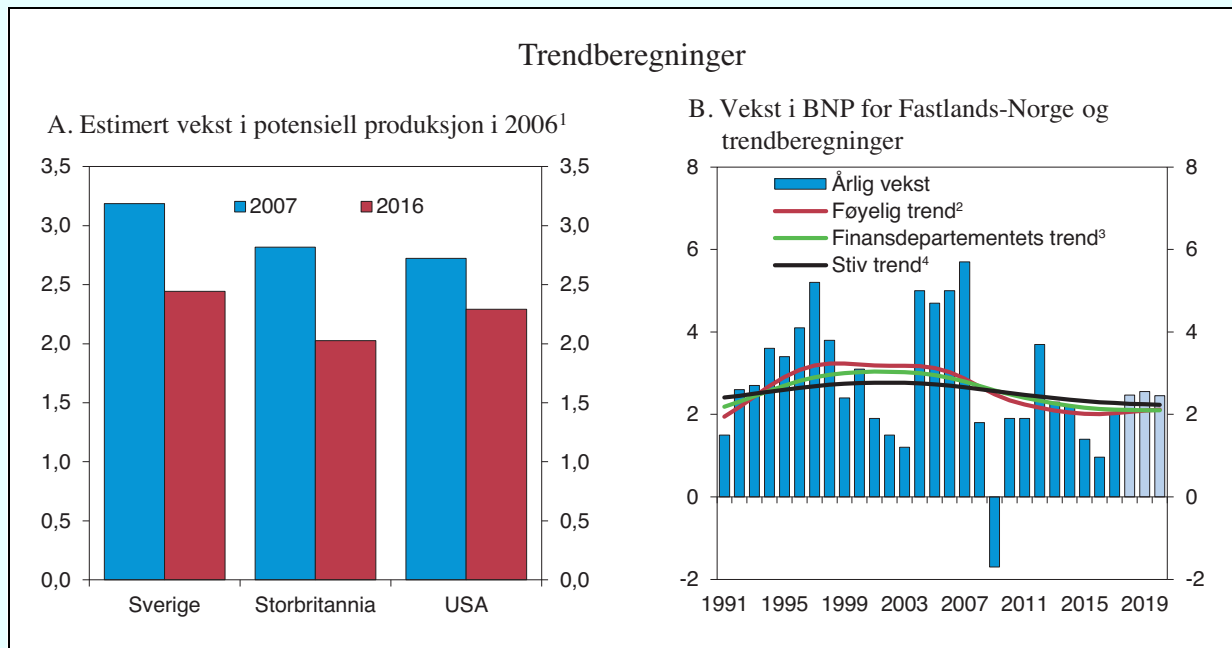 Trendberegninger
A. Estimert vekst i potensiell produksjon i 2006¹
3,5
3,0
2,5
2,0
1,5
1,0
0,5
0,0
2007 2016
3,5
3,0
2,5
2,0
1,5
1,0
0,5
0,0
Sverige Storbritannia USA
B. Vekst i BNP for Fastlands-Norge og
trendberegninger
8
6
4
2
0
-2
Årlig vekst
Føyelig trend²
Finansdepartementets trend³
Stiv trend⁴
8
6
4
2
0
-2
1991 1995 1999 2003 2007 2011 2015 2019